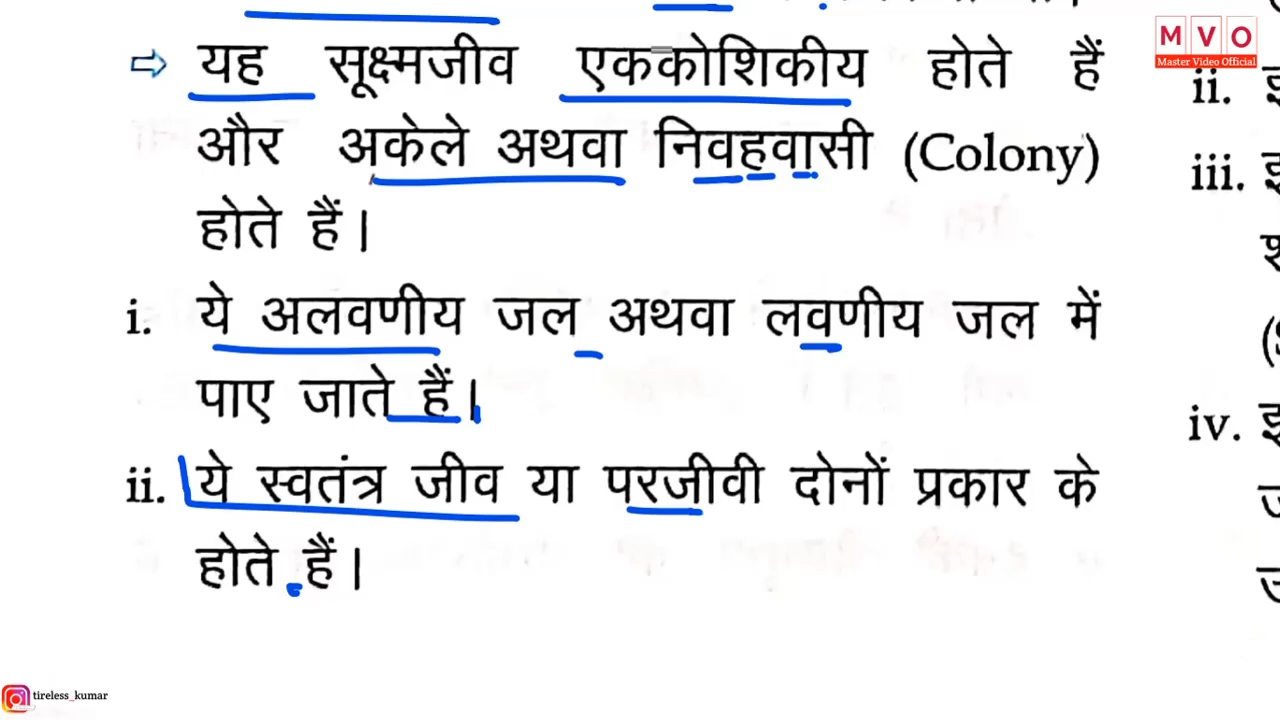 M V O
Master Video Official
⇨ यह सूक्ष्मजीव एककोशिकीय होते हैं
और अकेले अथवा निवहवासी (Colony)
होते हैं।
i. ये अलवणीय जल अथवा लवणीय जल में
पाए जाते हैं।
ii. ये स्वतंत्र जीव या परजीवी दोनों प्रकार के
होते हैं।
ii.
iii.
iv.
tireless_kumar